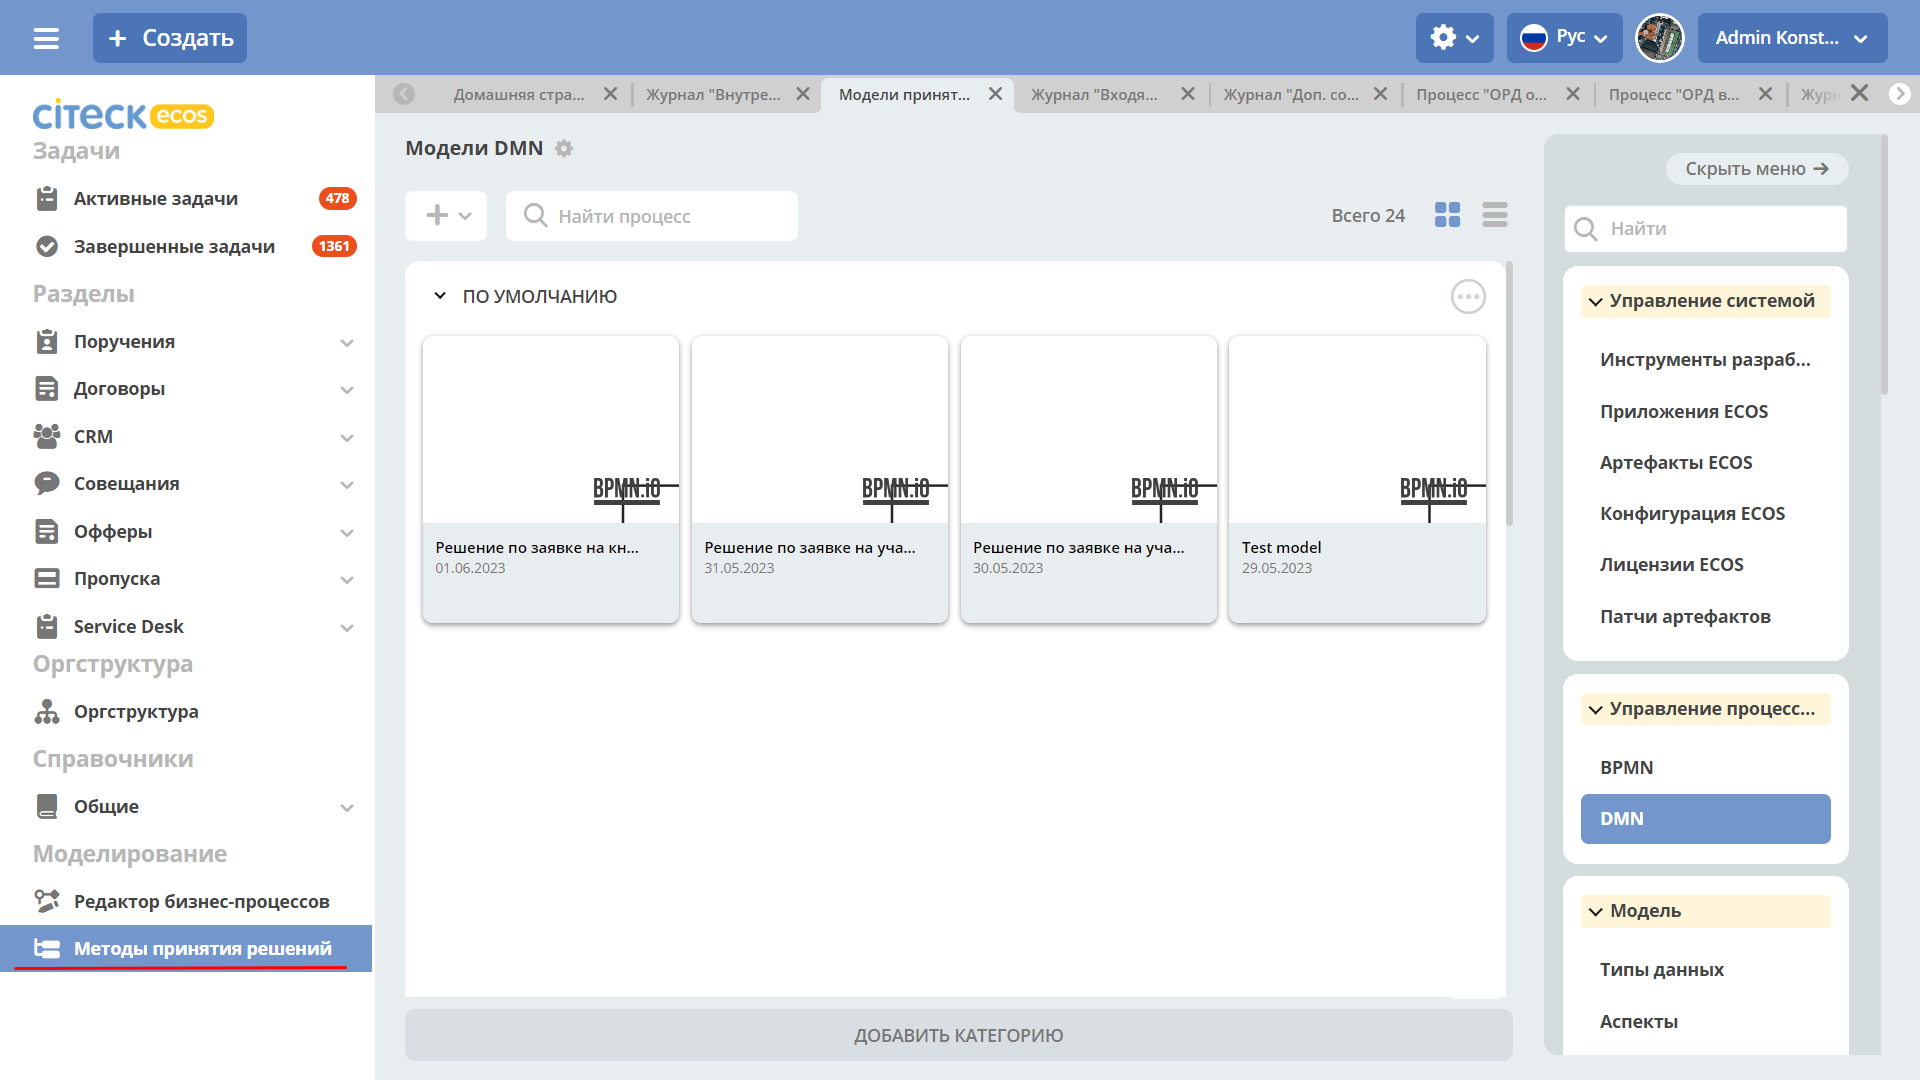 Создать
Рус
Admin Konst...
citeck ecos
Задачи
Активные задачи 478
Завершенные задачи 1361
Разделы
Поручения
Договоры
CRM
Совещания
Офферы
Пропуска
Service Desk
Оргструктура
Оргструктура
Справочники
Общие
Моделирование
Редактор бизнес-процессов
Методы принятия решений
Домашняя стра...
Журнал "Внутре...
Модели принят...
Журнал "Входя...
Журнал "Доп. со...
Процесс "ОРД о...
Процесс "ОРД в...
Журн
Модели DMN
Найти процесс
Всего 24
ПО УМОЛЧАНИЮ
BPMN.iO
Решение по заявке на кн...
01.06.2023
BPMN.iO
Решение по заявке на уча...
31.05.2023
BPMN.iO
Решение по заявке на уча...
30.05.2023
BPMN.iO
Test model
29.05.2023
ДОБАВИТЬ КАТЕГОРИЮ
Скрыть меню
Найти
Управление системой
Инструменты разраб...
Приложения ECOS
Артефакты ECOS
Конфигурация ECOS
Лицензии ECOS
Патчи артефактов
Управление процесс...
BPMN
DMN
Модель
Типы данных
Аспекты